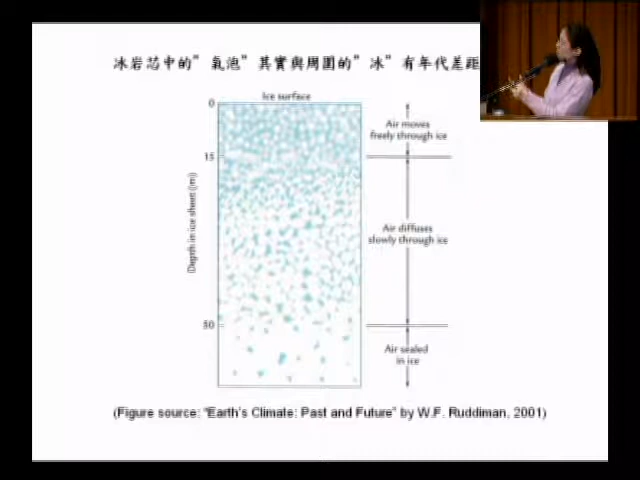 冰岩芯中的”氣泡”其實與周圍的”冰”有年代差距
Ice surface
0
Air moves
freely through ice
15
Depth in ice sheet (m)
Air diffuses
slowly through ice
50
Air sealed
in ice
(Figure source: “Earth's Climate: Past and Future” by W.F. Ruddiman, 2001)